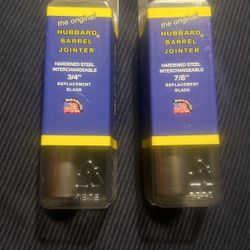 the original
HUBBARD®
BARREL
JOINTER
HARDENED STEEL
INTERCHANGEABLE
3/4"
REPLACEMENT
BLADE
the original
HUBBARD®
BARREL
JOINTER
HARDENED STEEL
INTERCHANGEABLE
7/8"
REPLACEMENT
BLADE